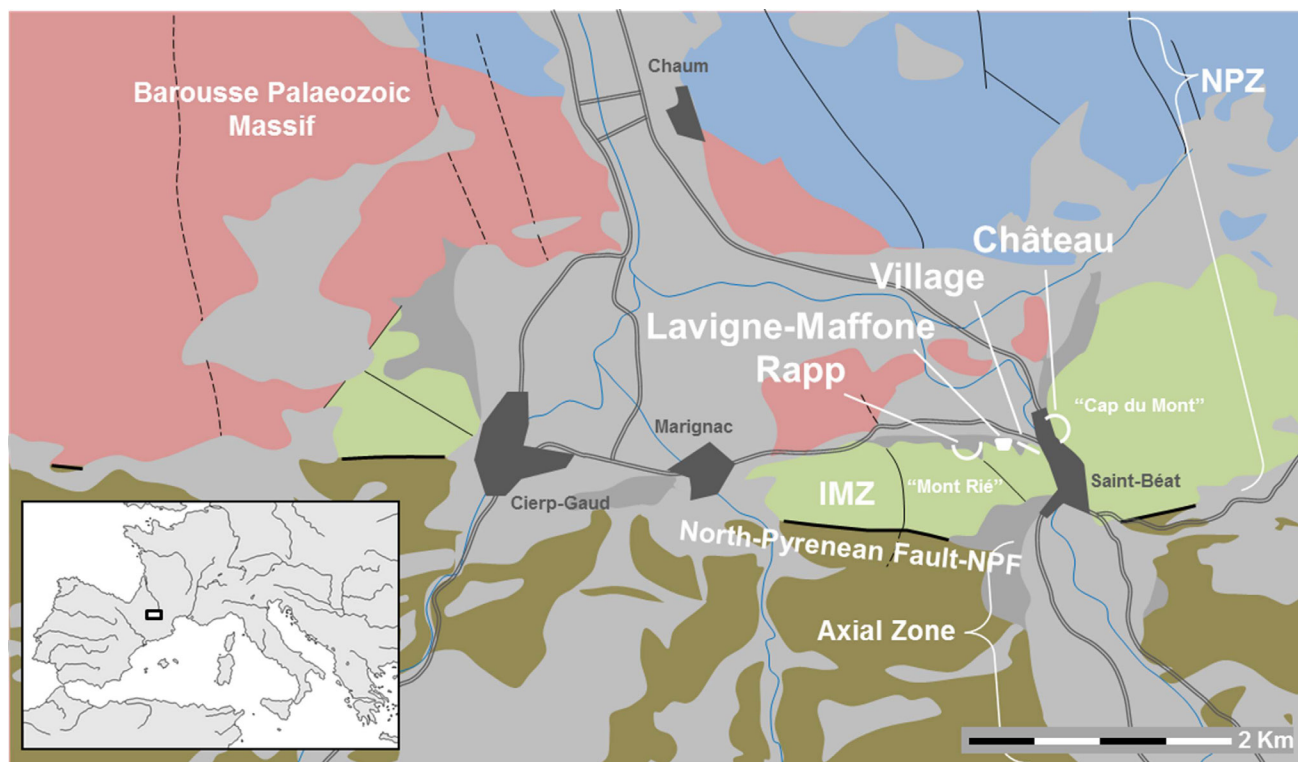 Chaum
NPZ
Barousse Palaeozoic
Massif
Château
Village
Lavigne-Maffone
Rapp
“Cap du Mont”
Marignac
IMZ
“Mont Rié”
Saint-Béat
Cierp-Gaud
North-Pyrenean Fault-NPF
Axial Zone
2 Km